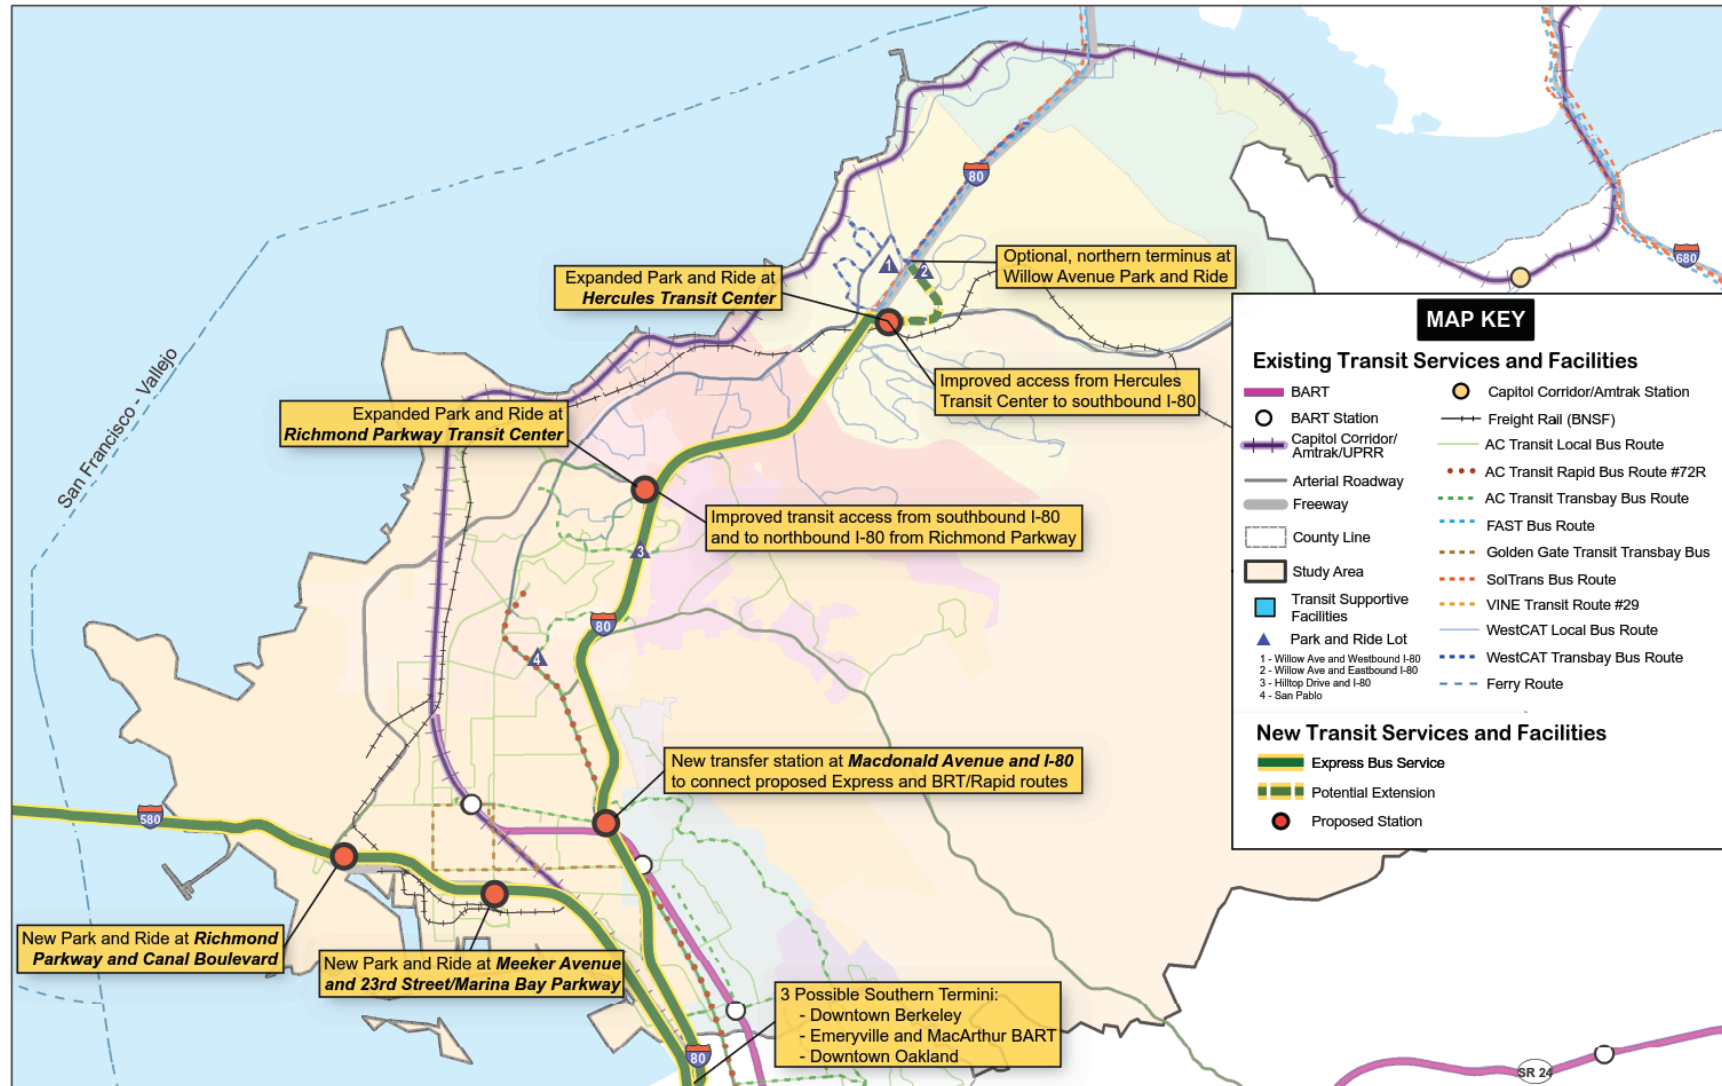 San Francisco - Vallejo
80
680
1
2
Optional, northern terminus at
Willow Avenue Park and Ride
Expanded Park and Ride at
Hercules Transit Center
Improved access from Hercules
Transit Center to southbound I-80
Expanded Park and Ride at
Richmond Parkway Transit Center
Improved transit access from southbound I-80
and to northbound I-80 from Richmond Parkway
3
80
4
New transfer station at Macdonald Avenue and I-80
to connect proposed Express and BRT/Rapid routes
580
New Park and Ride at Richmond
Parkway and Canal Boulevard
New Park and Ride at Meeker Avenue
and 23rd Street/Marina Bay Parkway
3 Possible Southern Termini:
- Downtown Berkeley
- Emeryville and MacArthur BART
- Downtown Oakland
80
SR 24
MAP KEY
Existing Transit Services and Facilities
BART
BART Station
Capitol Corridor/
Amtrak/UPRR
Arterial Roadway
Freeway
County Line
Study Area
Transit Supportive
Facilities
Park and Ride Lot
1 - Willow Ave and Westbound I-80
2 - Willow Ave and Eastbound I-80
3 - Hilltop Drive and I-80
4 - San Pablo
Capitol Corridor/Amtrak Station
Freight Rail (BNSF)
AC Transit Local Bus Route
AC Transit Rapid Bus Route #72R
AC Transit Transbay Bus Route
FAST Bus Route
Golden Gate Transit Transbay Bus
SolTrans Bus Route
VINE Transit Route #29
WestCAT Local Bus Route
WestCAT Transbay Bus Route
Ferry Route
New Transit Services and Facilities
Express Bus Service
Potential Extension
Proposed Station